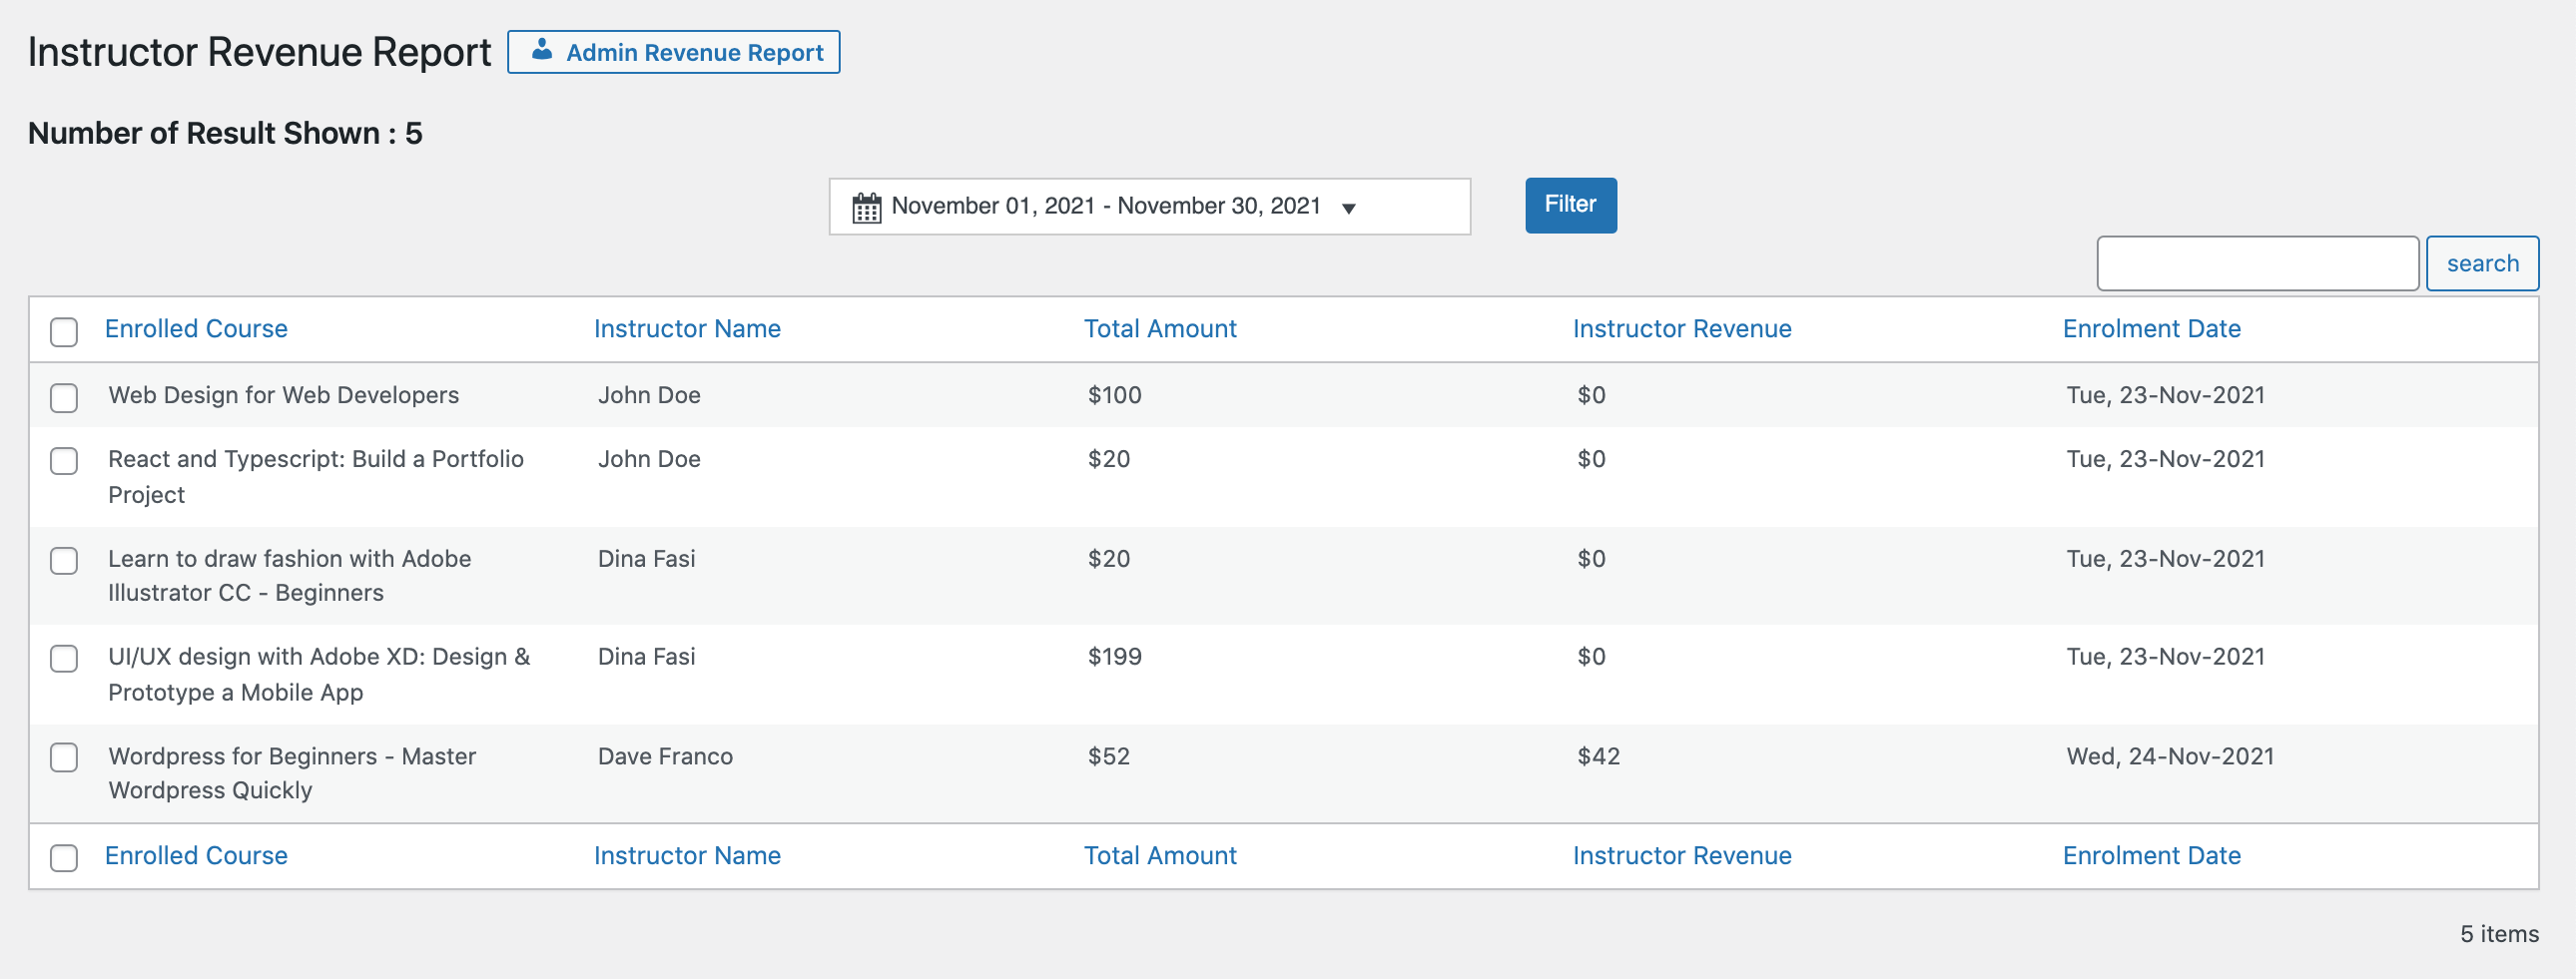 Instructor Revenue Report Admin Revenue Report
Number of Result Shown : 5
November 01, 2021 - November 30, 2021 Filter
search
Enrolled Course Instructor Name Total Amount Instructor Revenue Enrolment Date
Web Design for Web Developers John Doe $100 $0 Tue, 23-Nov-2021
React and Typescript: Build a Portfolio John Doe $20 $0 Tue, 23-Nov-2021
Project
Learn to draw fashion with Adobe Dina Fasi $20 $0 Tue, 23-Nov-2021
Illustrator CC - Beginners
UI/UX design with Adobe XD: Design & Dina Fasi $199 $0 Tue, 23-Nov-2021
Prototype a Mobile App
Wordpress for Beginners - Master Dave Franco $52 $42 Wed, 24-Nov-2021
Wordpress Quickly
Enrolled Course Instructor Name Total Amount Instructor Revenue Enrolment Date
5 items